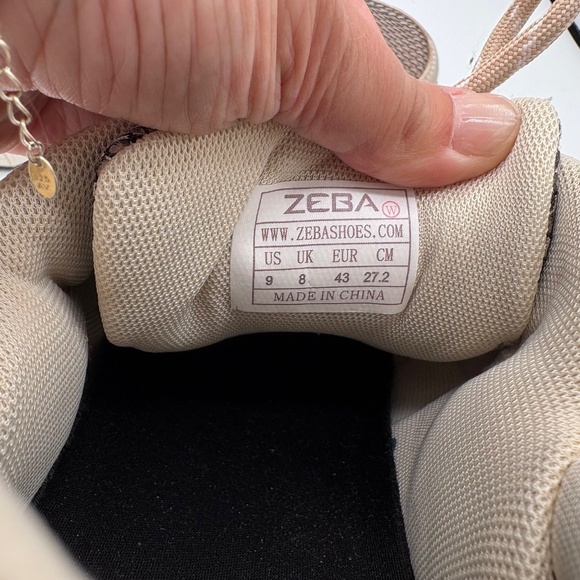 ZEBA W
WWW.ZEBASHOES.COM
US UK EUR CM
9 8 43 27.2
MADE IN CHINA